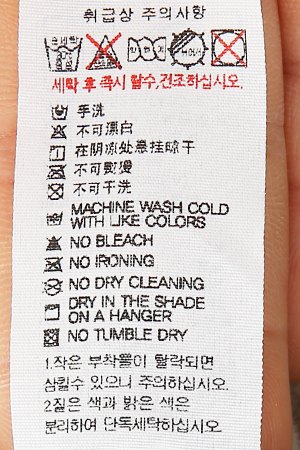 취급상 주의사항
세탁 후 즉시 탈수,건조하십시오.
手洗
不可漂白
在阴凉处悬挂晾干
不可熨燙
不可干洗
MACHINE WASH COLD
WITH LIKE COLORS
NO BLEACH
NO IRONING
NO DRY CLEANING
DRY IN THE SHADE
ON A HANGER
NO TUMBLE DRY
1.작은 부착물이 탈락되면
삼킬수 있으니 주의하십시오.
2짙은 색과 밝은 색은
분리하여 단독세탁하십시오.